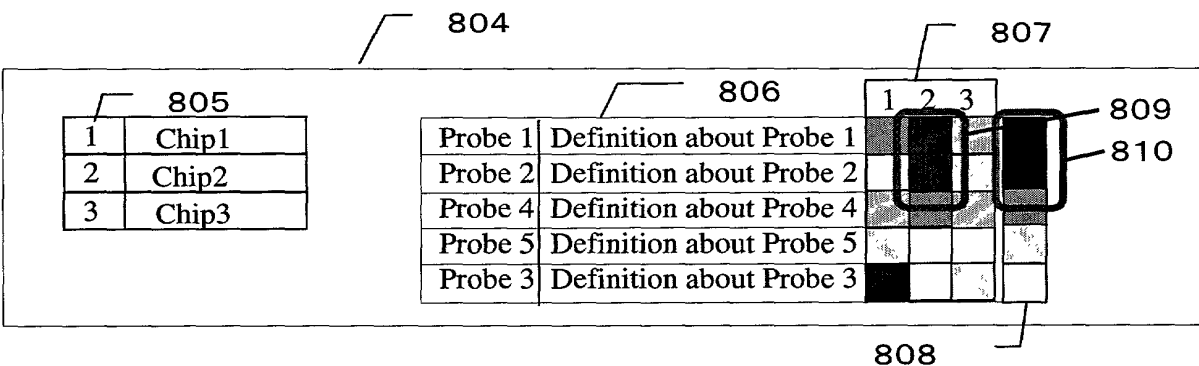 804
807
805
806
1 2 3
809
810
1 Chip1
2 Chip2
3 Chip3
Probe 1 Definition about Probe 1
Probe 2 Definition about Probe 2
Probe 4 Definition about Probe 4
Probe 5 Definition about Probe 5
Probe 3 Definition about Probe 3
808